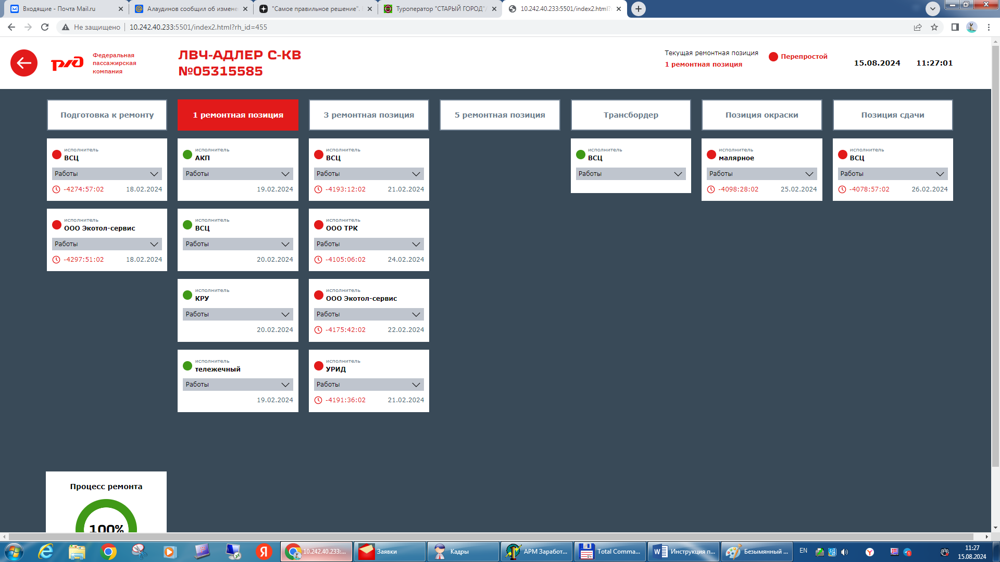 Входящие - Почта Mail.ru
Алаудинов сообщил об измене
"Самое правильное решение".
Туроператор "СТАРЫЙ ГОРОД"
10.242.40.233:5501/index2.html?
Не защищено
10.242.40.233:5501/index2.html?rh_id=455
ржд
Федеральная
пассажирская
компания
ЛВЧ-АДЛЕР С-КВ
№05315585
Текущая ремонтная позиция
1 ремонтная позиция
Перепростой
15.08.2024
11:27:01
Подготовка к ремонту
1 ремонтная позиция
3 ремонтная позиция
5 ремонтная позиция
Трансбордер
Позиция окраски
Позиция сдачи
исполнитель
ВСЦ
Работы
-4274:57:02 18.02.2024
исполнитель
ООО Экотол-сервис
Работы
-4297:51:02 18.02.2024
исполнитель
АКП
Работы
19.02.2024
исполнитель
ВСЦ
Работы
20.02.2024
исполнитель
КРУ
Работы
20.02.2024
исполнитель
тележечный
Работы
19.02.2024
исполнитель
ВСЦ
Работы
-4193:12:02 21.02.2024
исполнитель
ООО ТРК
Работы
-4105:06:02 24.02.2024
исполнитель
ООО Экотол-сервис
Работы
-4175:42:02 22.02.2024
исполнитель
УРИД
Работы
-4191:36:02 21.02.2024
исполнитель
ВСЦ
Работы
исполнитель
малярное
Работы
-4098:28:02 25.02.2024
исполнитель
ВСЦ
Работы
-4078:57:02 26.02.2024
Процесс ремонта
100%
10.242.40.233:...
Заявки
Кадры
АРМ Заработ...
Total Comma...
Инструкция п...
Безымянный ...
EN
11:27
15.08.2024